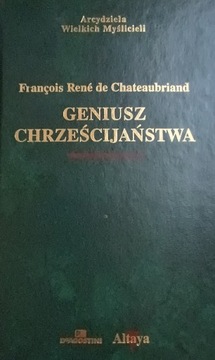 Arcydzieła
Wielkich Myślicieli
François René de Chateaubriand
GENIUSZ
CHRZEŚCIJAŃSTWA
DeAGOSTINI Altaya